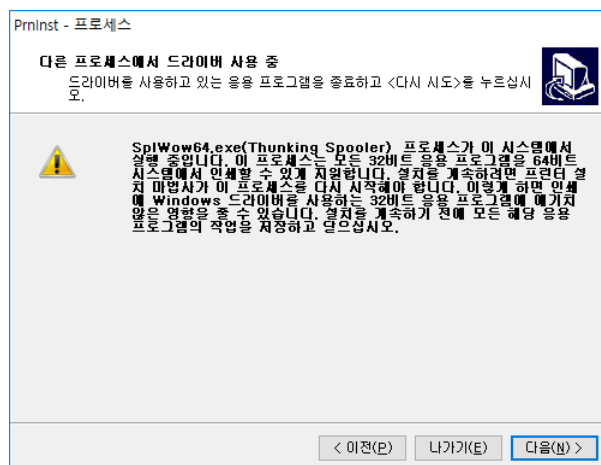 PrnInst - 프로세스
다른 프로세스에서 드라이버 사용 중
드라이버를 사용하고 있는 응용 프로그램을 종료하고 <다시 시도>를 누르십시
오.
SplWow64.exe(Thunking Spooler) 프로세스가 이 시스템에서
실행 중입니다. 이 프로세스는 모든 32비트 응용 프로그램을 64비트
시스템에서 인쇄할 수 있게 지원합니다. 설치를 계속하려면 프린터 설
치 마법사가 이 프로세스를 다시 시작해야 합니다. 이렇게 하면 인쇄
에 Windows 드라이버를 사용하는 32비트 응용 프로그램에 예기치
않은 영향을 줄 수 있습니다. 설치를 계속하기 전에 모든 해당 응용
프로그램의 작업을 저장하고 닫으십시오.
< 이전(P) 나가기(E) 다음(N) >